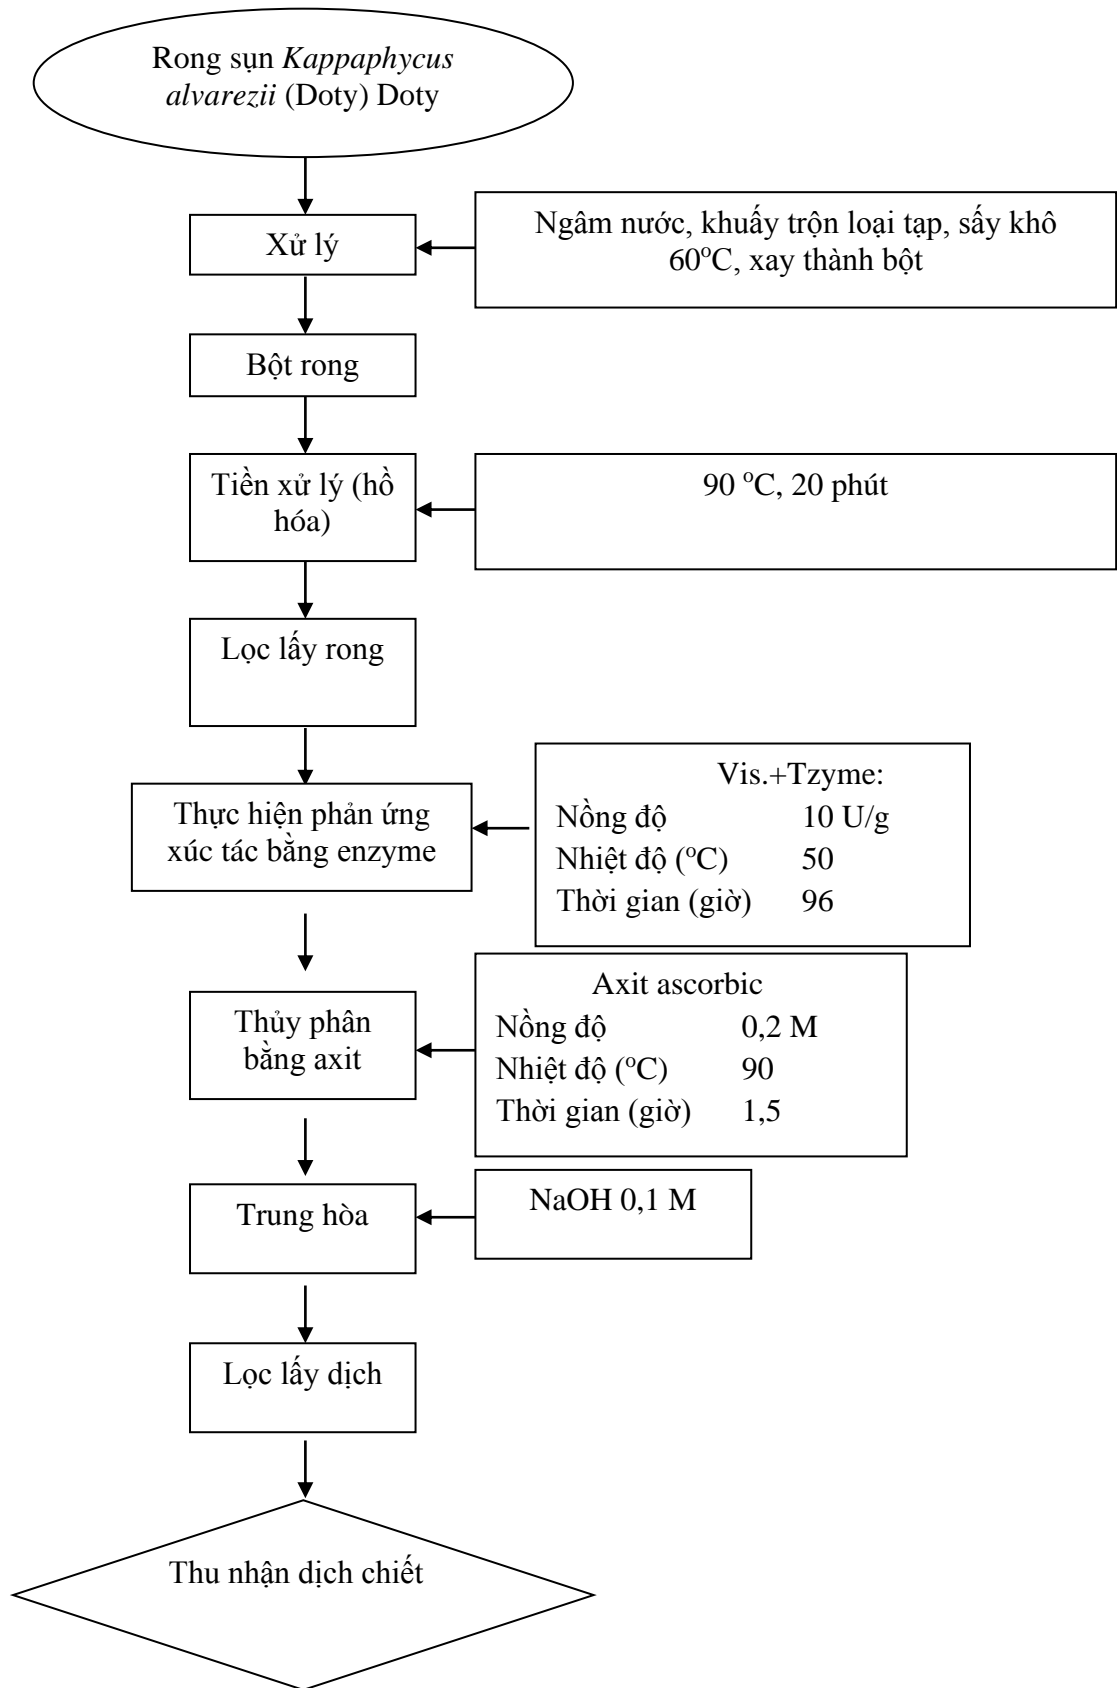 Rong sụn Kappaphycus
alvarezii (Doty) Doty
Xử lý
Ngâm nước, khuấy trộn loại tạp, sấy khô
60°C, xay thành bột
Bột rong
Tiền xử lý (hồ
hóa)
90 °C, 20 phút
Lọc lấy rong
Thực hiện phản ứng
xúc tác bằng enzyme
Vis.+Tzyme:
Nồng độ 10 U/g
Nhiệt độ (°C) 50
Thời gian (giờ) 96
Thủy phân
bằng axit
Axit ascorbic
Nồng độ 0,2 M
Nhiệt độ (°C) 90
Thời gian (giờ) 1,5
Trung hòa
NaOH 0,1 M
Lọc lấy dịch
Thu nhận dịch chiết